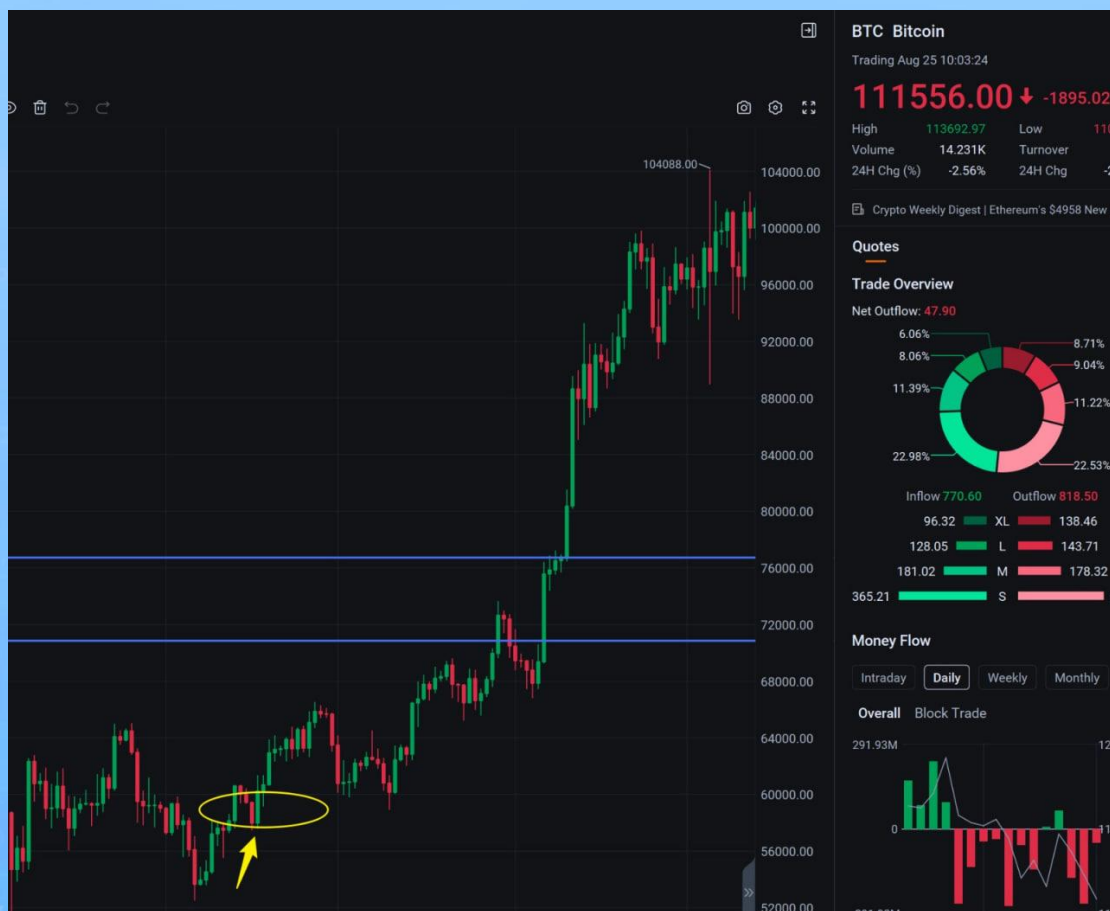 BTC Bitcoin
Trading Aug 25 10:03:24
111556.00 -1895.02
High 113692.97 Low
Volume 14.231K Turnover
24H Chg (%) -2.56% 24H Chg
Crypto Weekly Digest | Ethereum's $4958 New
Quotes
Trade Overview
Net Outflow: 47.90
6.06% 8.71%
8.06% 9.04%
11.39% 11.22%
22.98% 22.53%
Inflow 770.60 Outflow 818.50
96.32 XL 138.46
128.05 L 143.71
181.02 M 178.32
365.21 S
Money Flow
Intraday Daily Weekly Monthly
Overall Block Trade
291.93M
0
104088.00
104000.00
100000.00
96000.00
92000.00
88000.00
84000.00
80000.00
76000.00
72000.00
68000.00
64000.00
60000.00
56000.00
52000.00